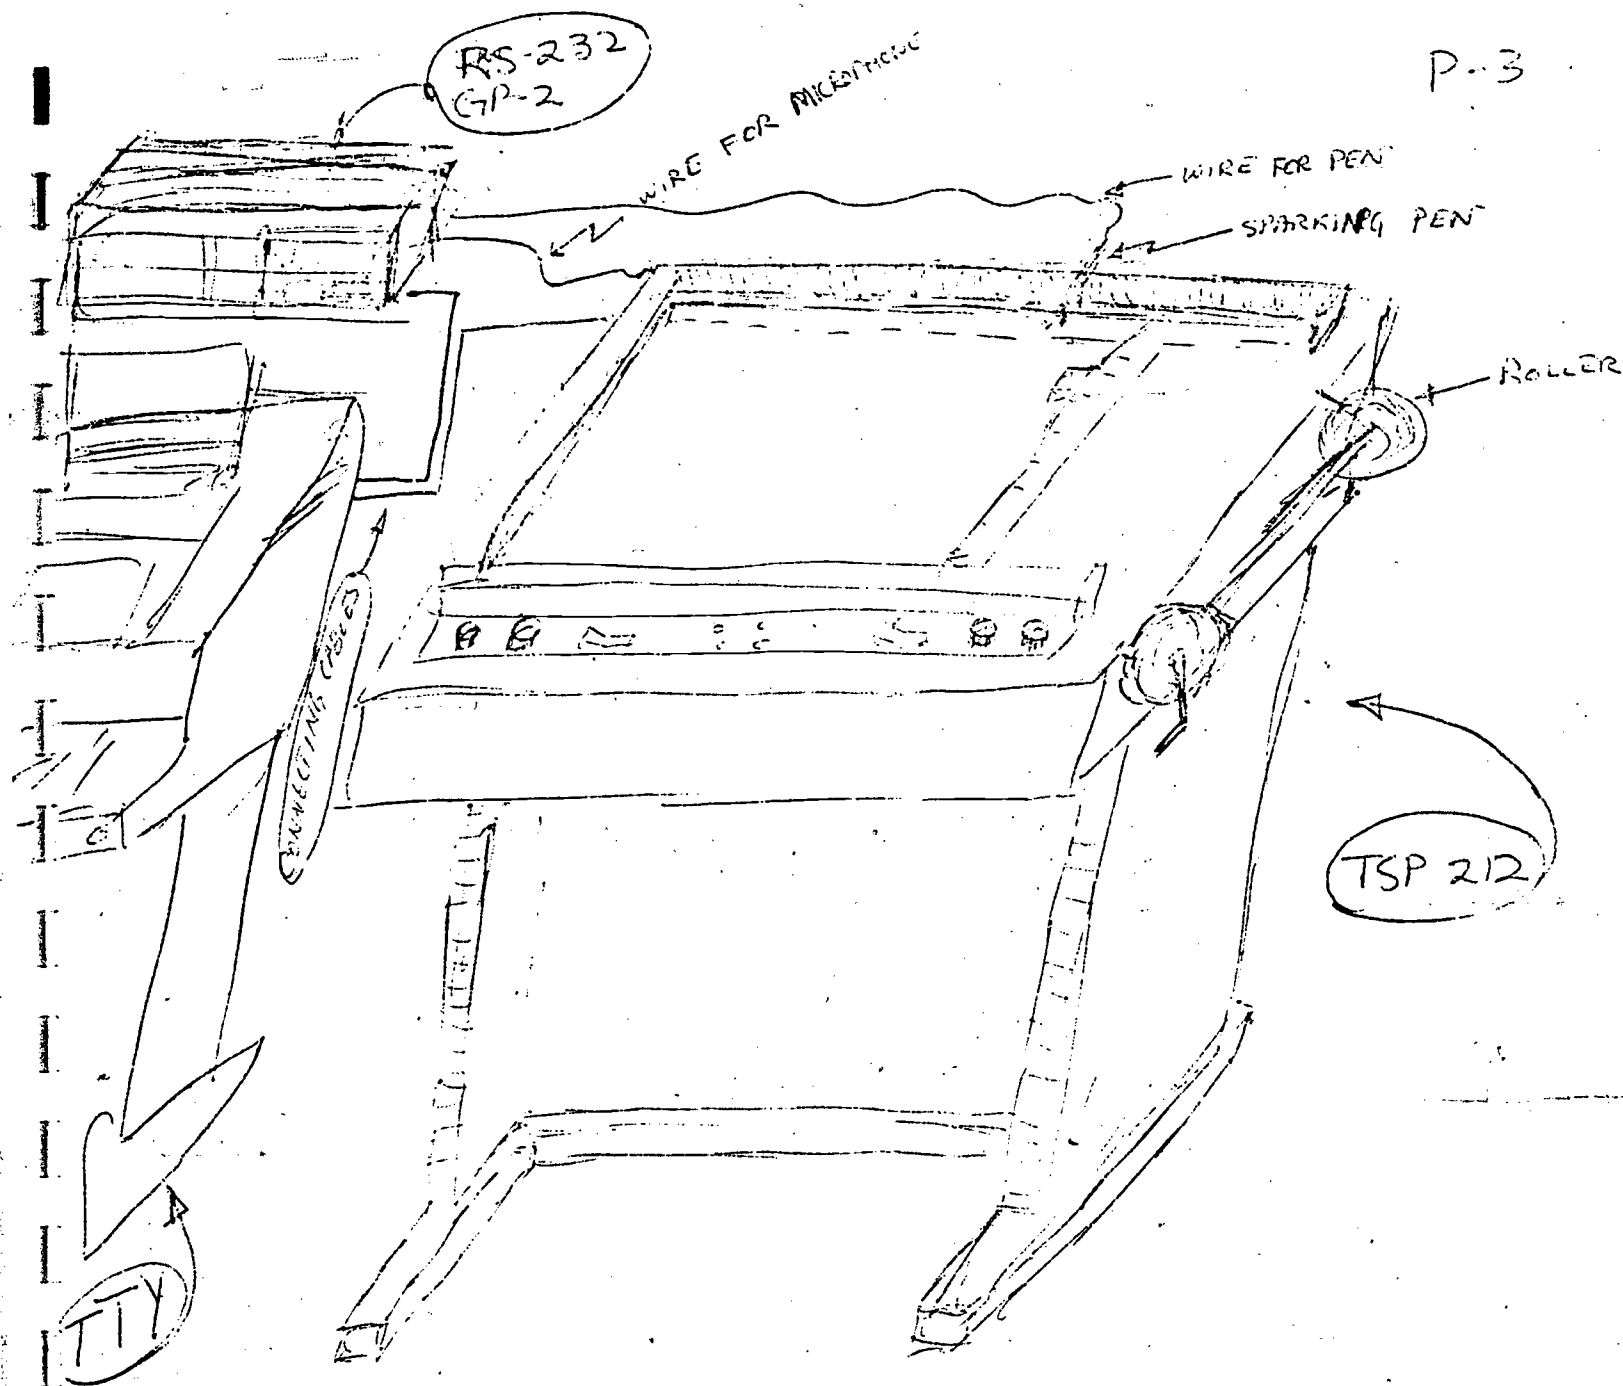 P-3
RS-232
GP-2
WIRE FOR MICROPHONE
WIRE FOR PEN
SPARKING PEN
ROLLER
CONNECTING CABLES
TSP 212
TTY